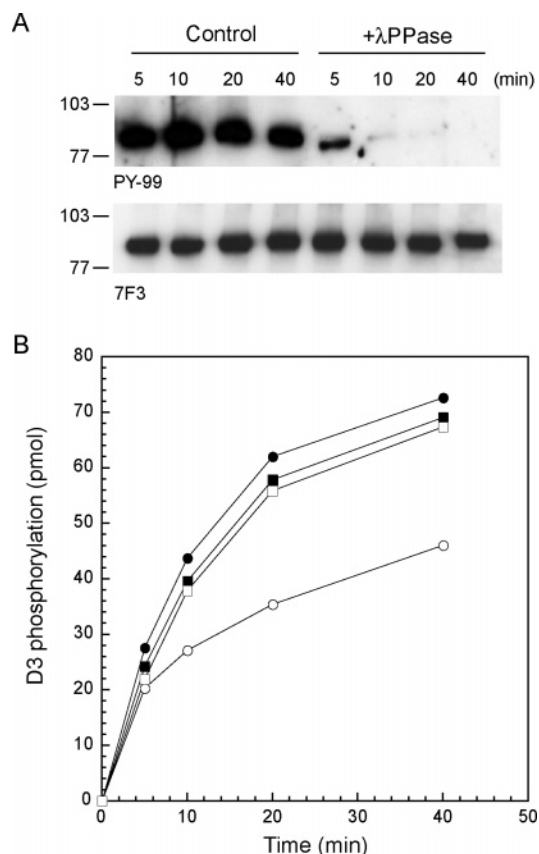 A
Control +λPPase
5 10 20 40 5 10 20 40 (min)
103
77
PY-99
103
77
7F3
B
80
70
60
50
40
30
20
10
0
D3 phosphorylation (pmol)
0 10 20 30 40 50
Time (min)